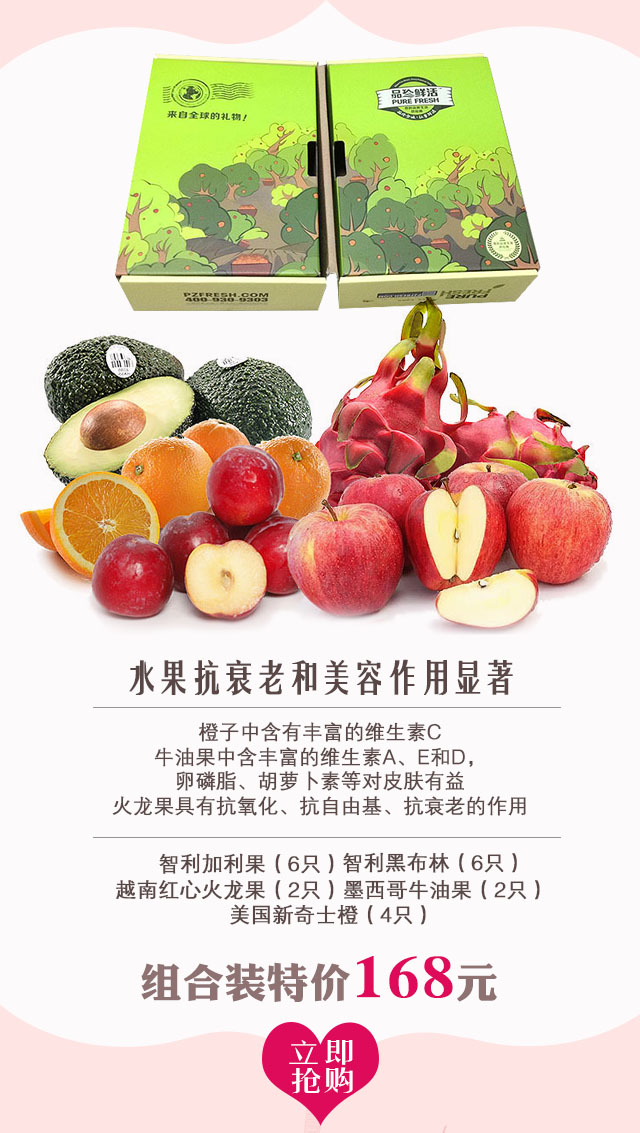 来自全球的礼物!
品珍鲜活
PURE FRESH
PZFRESH.COM
400-930-9303
PURE
FRESH
水果抗衰老和美容作用显著
橙子中含有丰富的维生素C
牛油果中含丰富的维生素A、E和D，
卵磷脂、胡萝卜素等对皮肤有益
火龙果具有抗氧化、抗自由基、抗衰老的作用
智利加利果（6只）智利黑布林（6只）
越南红心火龙果（2只）墨西哥牛油果（2只）
美国新奇士橙（4只）
组合装特价168元
立即
抢购